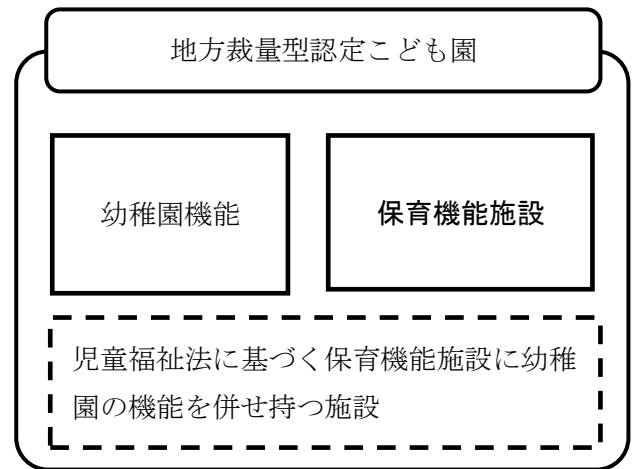 地方裁量型認定こども園
幼稚園機能
保育機能施設
児童福祉法に基づく保育機能施設に幼稚
園の機能を併せ持つ施設